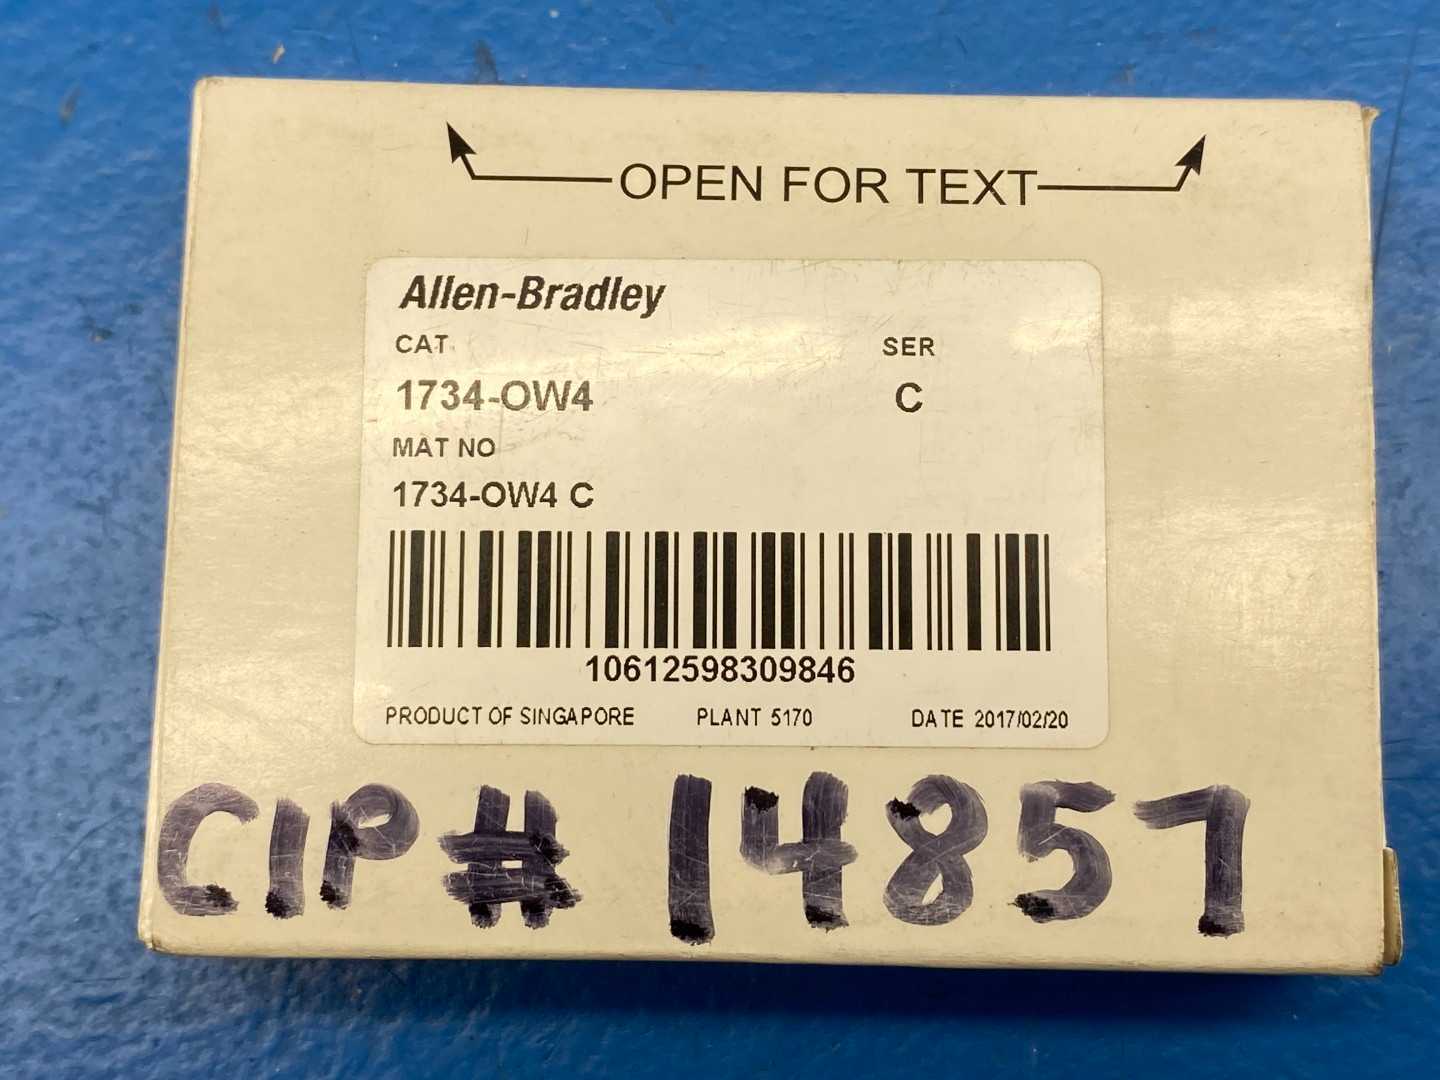 OPEN FOR TEXT
Allen-Bradley
CAT SER
1734-OW4 C
MAT NO
1734-OW4 C
10612598309846
PRODUCT OF SINGAPORE PLANT 5170 DATE 2017/02/20
CIP# 14857